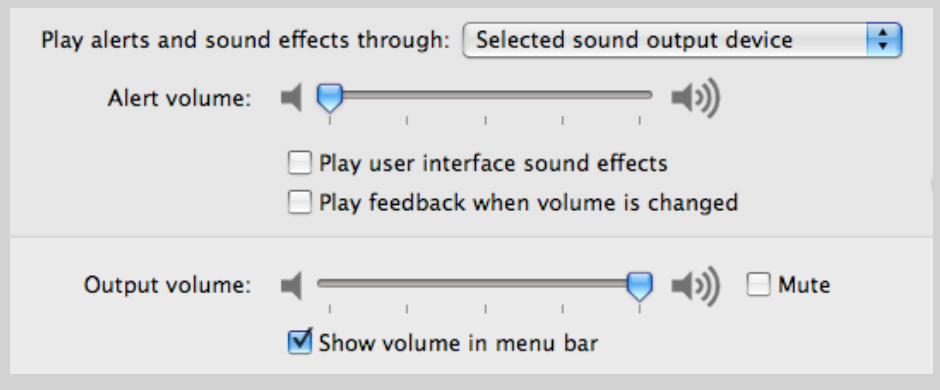 Play alerts and sound effects through: Selected sound output device
Alert volume:
Play user interface sound effects
Play feedback when volume is changed
Output volume: Mute
Show volume in menu bar